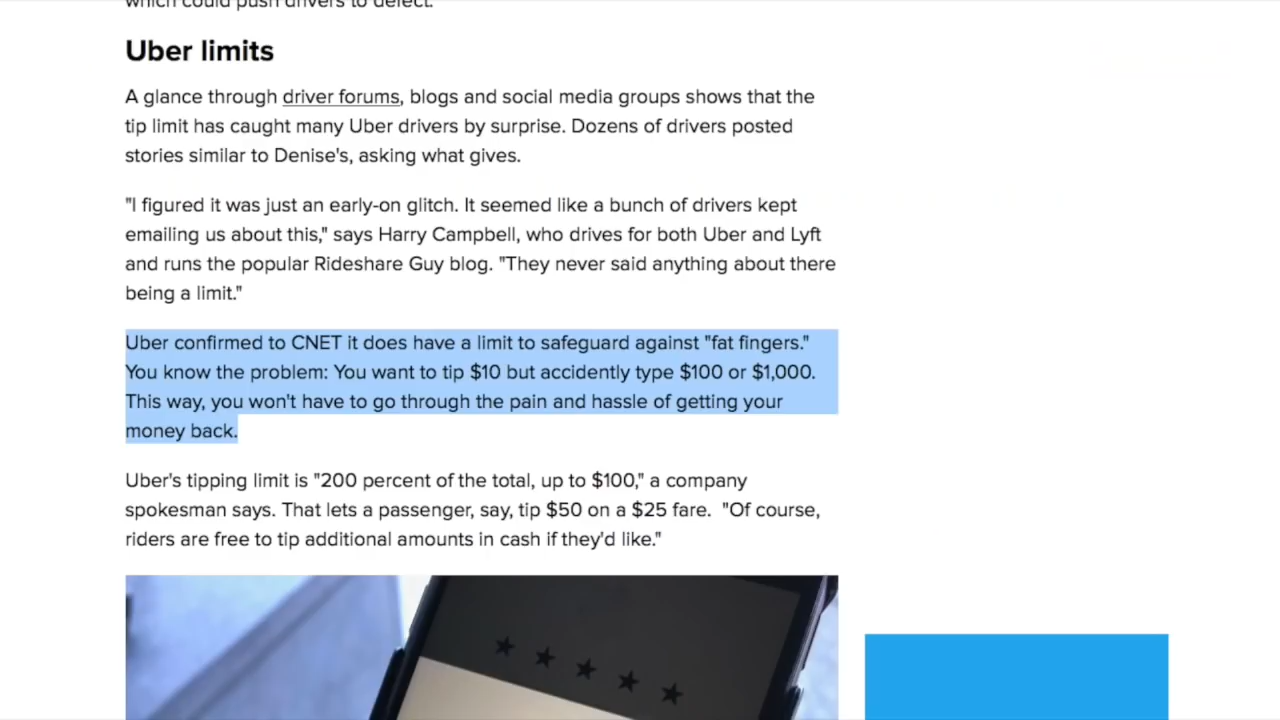 which could push drivers to defect.
Uber limits
A glance through driver forums, blogs and social media groups shows that the
tip limit has caught many Uber drivers by surprise. Dozens of drivers posted
stories similar to Denise's, asking what gives.
"I figured it was just an early-on glitch. It seemed like a bunch of drivers kept
emailing us about this," says Harry Campbell, who drives for both Uber and Lyft
and runs the popular Rideshare Guy blog. "They never said anything about there
being a limit."
Uber confirmed to CNET it does have a limit to safeguard against "fat fingers."
You know the problem: You want to tip $10 but accidently type $100 or $1,000.
This way, you won't have to go through the pain and hassle of getting your
money back.
Uber's tipping limit is "200 percent of the total, up to $100," a company
spokesman says. That lets a passenger, say, tip $50 on a $25 fare.  "Of course,
riders are free to tip additional amounts in cash if they'd like."